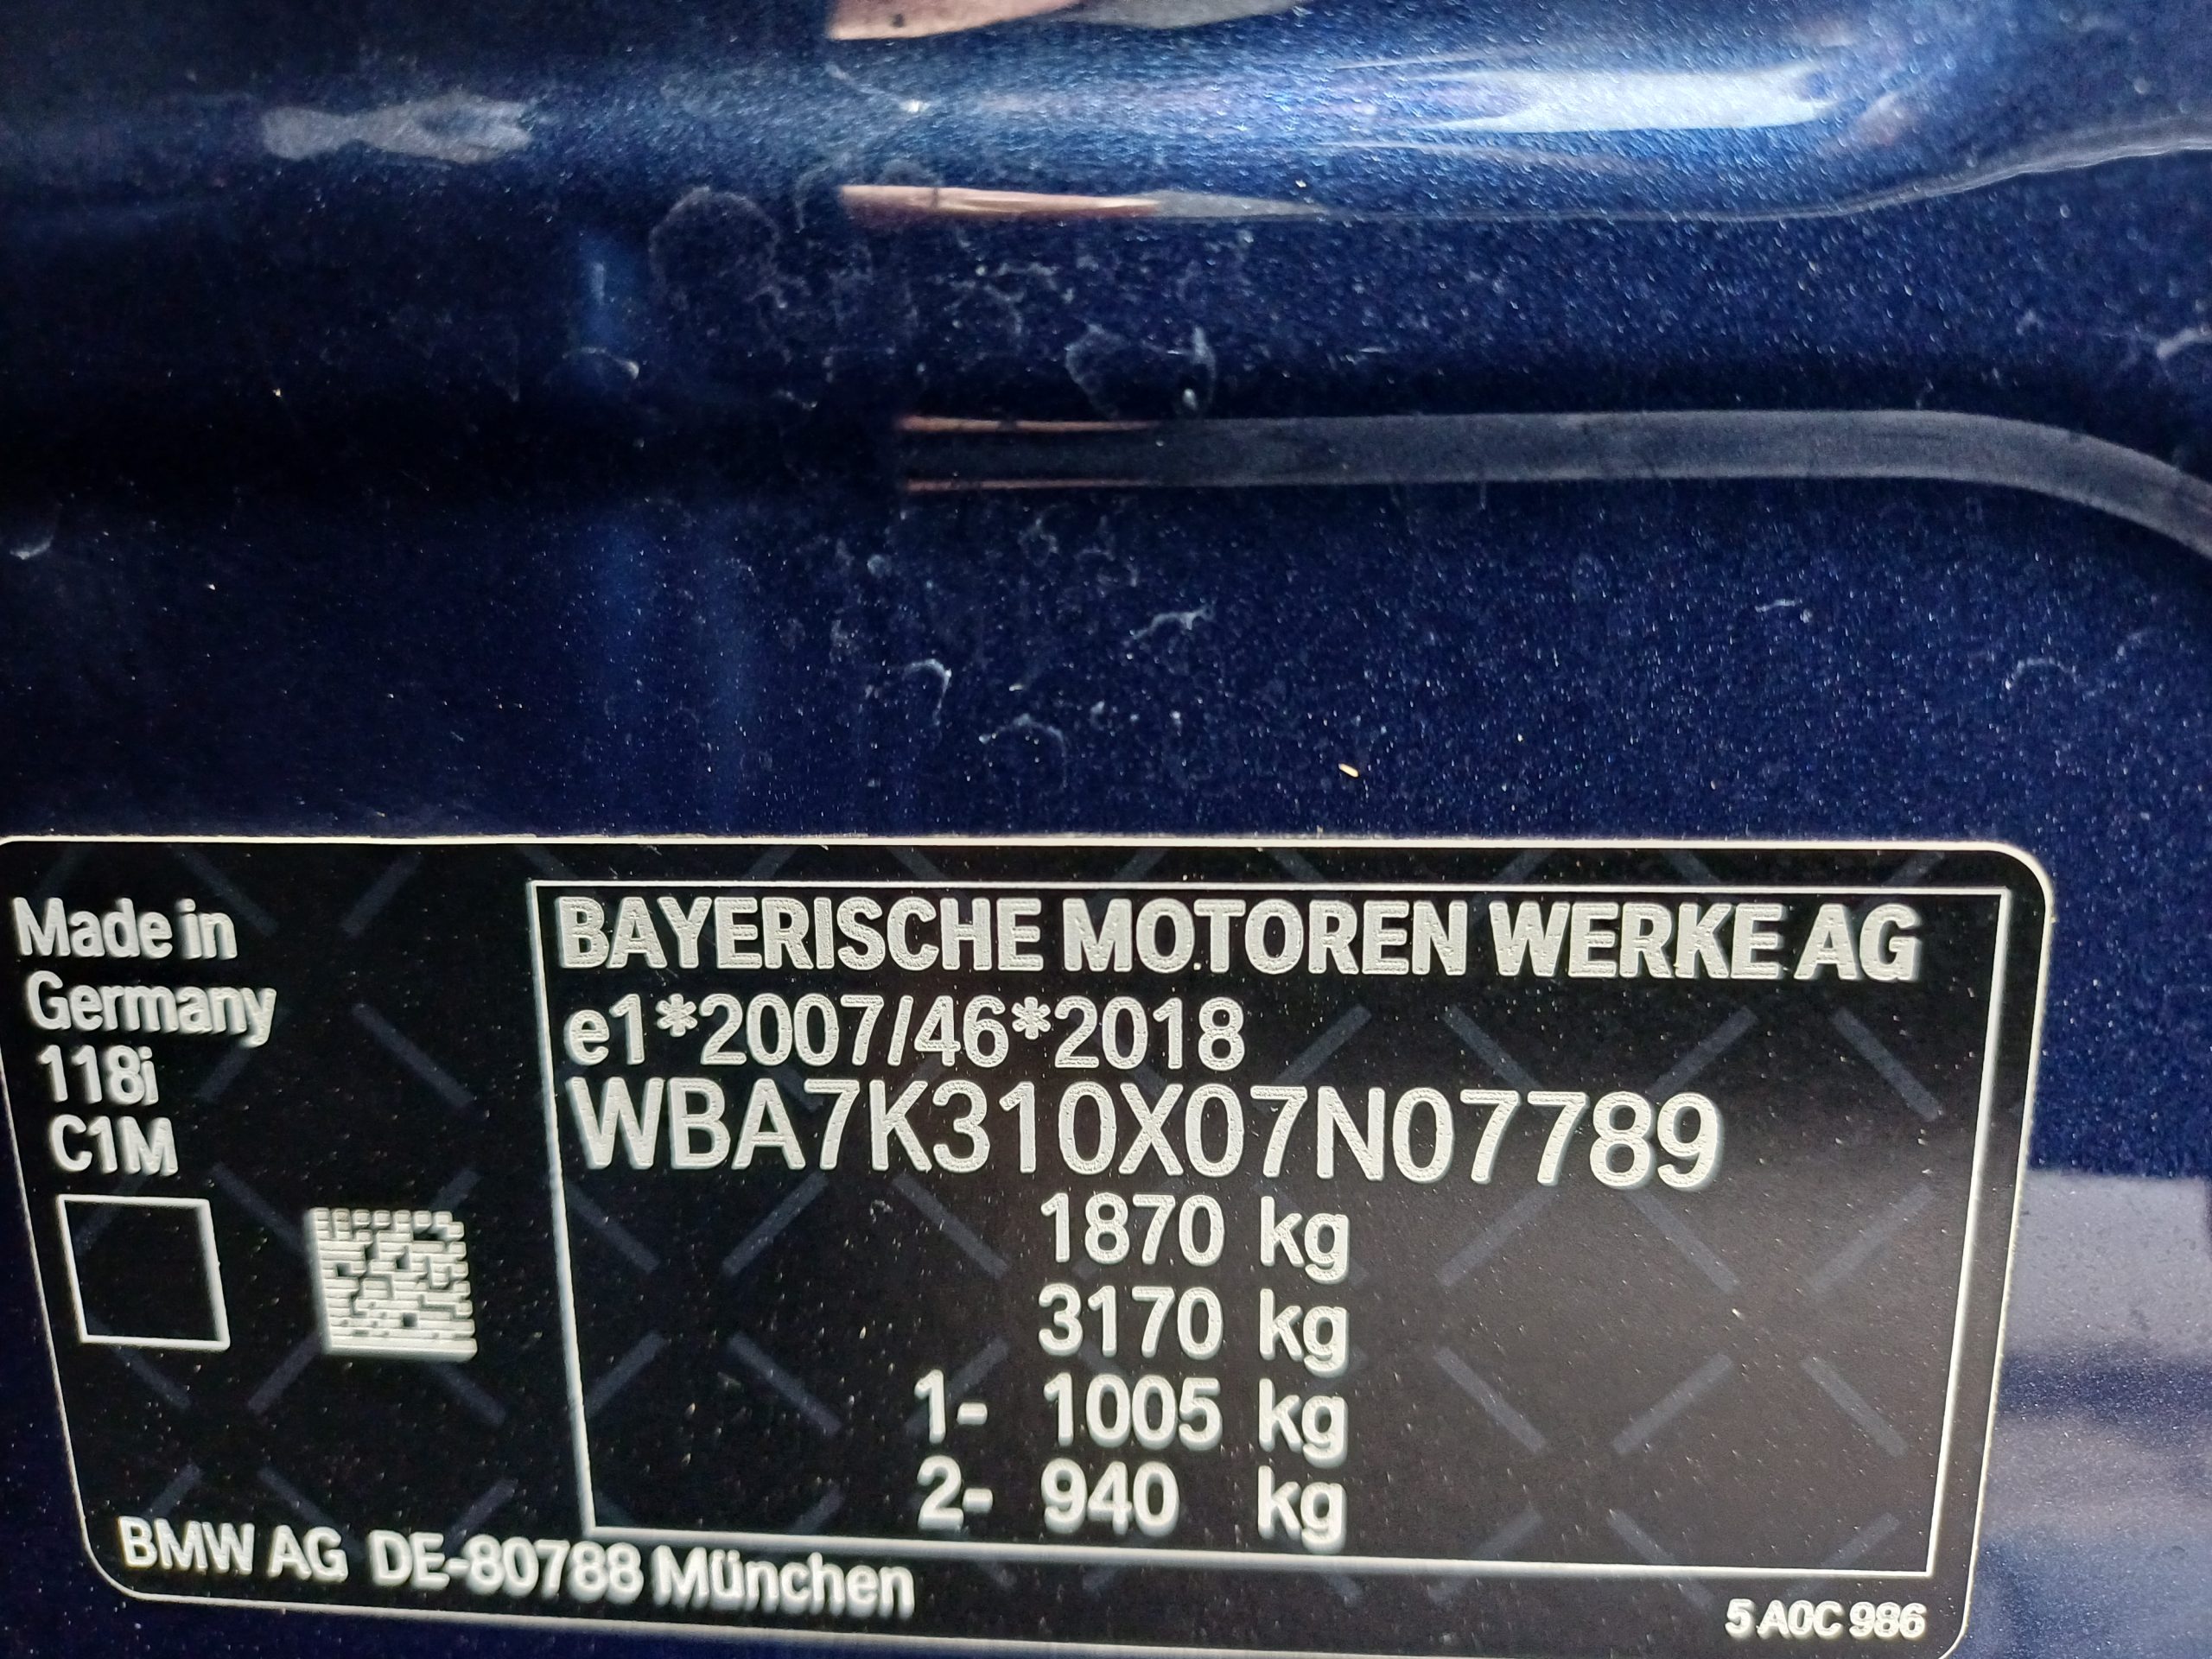 Made in
Germany
118i
C1M
BAYERISCHE MOTOREN WERKE AG
e1*2007/46*2018
WBA7K310X07N07789
1870 kg
3170 kg
1- 1005 kg
2- 940 kg
BMW AG DE-80788 München
5 A0C 986